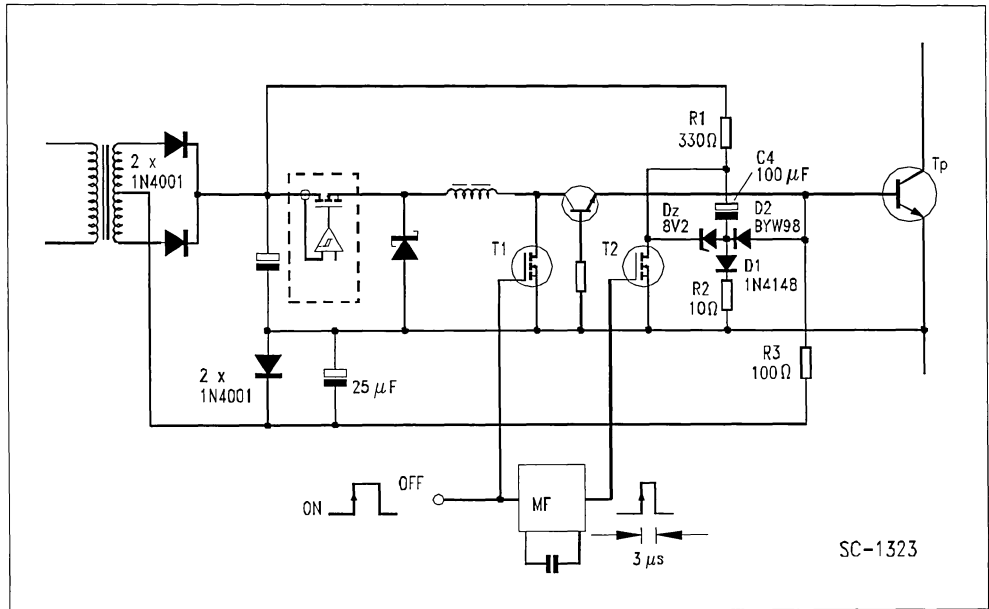 R1
330Ω
C4
100 µF
Tp
2 x
1N4001
Dz
8V2
D2
BYW98
T1
T2
D1
1N4148
R2
10Ω
R3
100Ω
2 x
1N4001
25 µF
OFF
ON
MF
3 µs
SC-1323